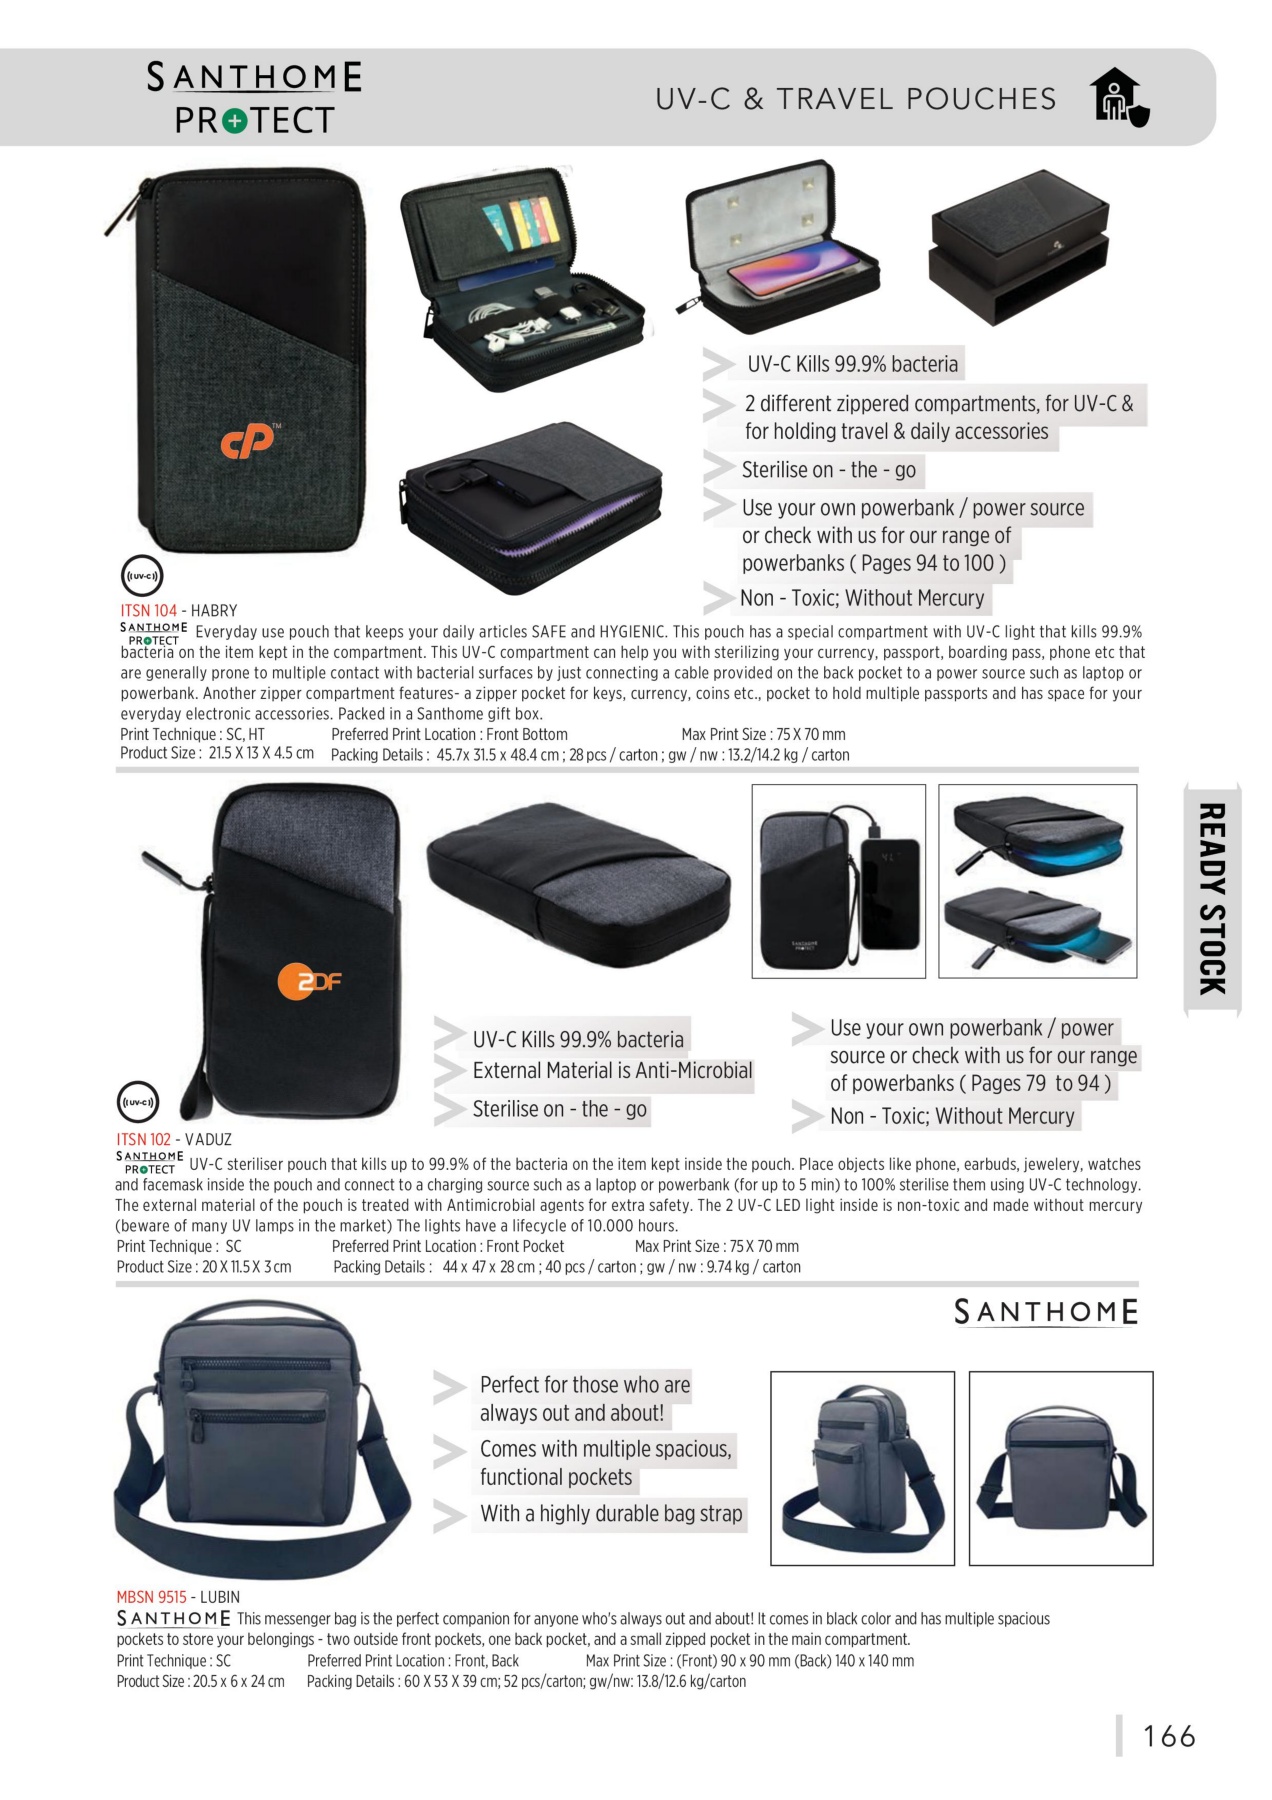 SANTHOME
PROTECT
UV-C & TRAVEL POUCHES
CP™
UV-C Kills 99.9% bacteria
2 different zippered compartments, for UV-C &
for holding travel & daily accessories
Sterilise on - the - go
Use your own powerbank / power source
or check with us for our range of
powerbanks ( Pages 94 to 100 )
Non - Toxic; Without Mercury
((UV-C))
ITSN 104 - HABRY
SANTHOME PROTECT Everyday use pouch that keeps your daily articles SAFE and HYGIENIC. This pouch has a special compartment with UV-C light that kills 99.9%
bacteria on the item kept in the compartment. This UV-C compartment can help you with sterilizing your currency, passport, boarding pass, phone etc that
are generally prone to multiple contact with bacterial surfaces by just connecting a cable provided on the back pocket to a power source such as laptop or
powerbank. Another zipper compartment features- a zipper pocket for keys, currency, coins etc., pocket to hold multiple passports and has space for your
everyday electronic accessories. Packed in a Santhome gift box.
Print Technique : SC, HT Preferred Print Location : Front Bottom Max Print Size : 75 X 70 mm
Product Size : 21.5 X 13 X 4.5 cm Packing Details : 45.7x 31.5 x 48.4 cm ; 28 pcs / carton ; gw / nw : 13.2/14.2 kg / carton
READY STOCK
2DF
SANTHOME
PROTECT
UV-C Kills 99.9% bacteria
External Material is Anti-Microbial
Sterilise on - the - go
Use your own powerbank / power
source or check with us for our range
of powerbanks ( Pages 79 to 94 )
Non - Toxic; Without Mercury
((UV-C))
ITSN 102 - VADUZ
SANTHOME PROTECT UV-C steriliser pouch that kills up to 99.9% of the bacteria on the item kept inside the pouch. Place objects like phone, earbuds, jewelery, watches
and facemask inside the pouch and connect to a charging source such as a laptop or powerbank (for up to 5 min) to 100% sterilise them using UV-C technology.
The external material of the pouch is treated with Antimicrobial agents for extra safety. The 2 UV-C LED light inside is non-toxic and made without mercury
(beware of many UV lamps in the market) The lights have a lifecycle of 10.000 hours.
Print Technique : SC Preferred Print Location : Front Pocket Max Print Size : 75 X 70 mm
Product Size : 20 X 11.5 X 3 cm Packing Details : 44 x 47 x 28 cm ; 40 pcs / carton ; gw / nw : 9.74 kg / carton
SANTHOME
Perfect for those who are
always out and about!
Comes with multiple spacious,
functional pockets
With a highly durable bag strap
MBSN 9515 - LUBIN
SANTHOME This messenger bag is the perfect companion for anyone who's always out and about! It comes in black color and has multiple spacious
pockets to store your belongings - two outside front pockets, one back pocket, and a small zipped pocket in the main compartment.
Print Technique : SC Preferred Print Location : Front, Back Max Print Size : (Front) 90 x 90 mm (Back) 140 x 140 mm
Product Size : 20.5 x 6 x 24 cm Packing Details : 60 X 53 X 39 cm; 52 pcs/carton; gw/nw: 13.8/12.6 kg/carton
166